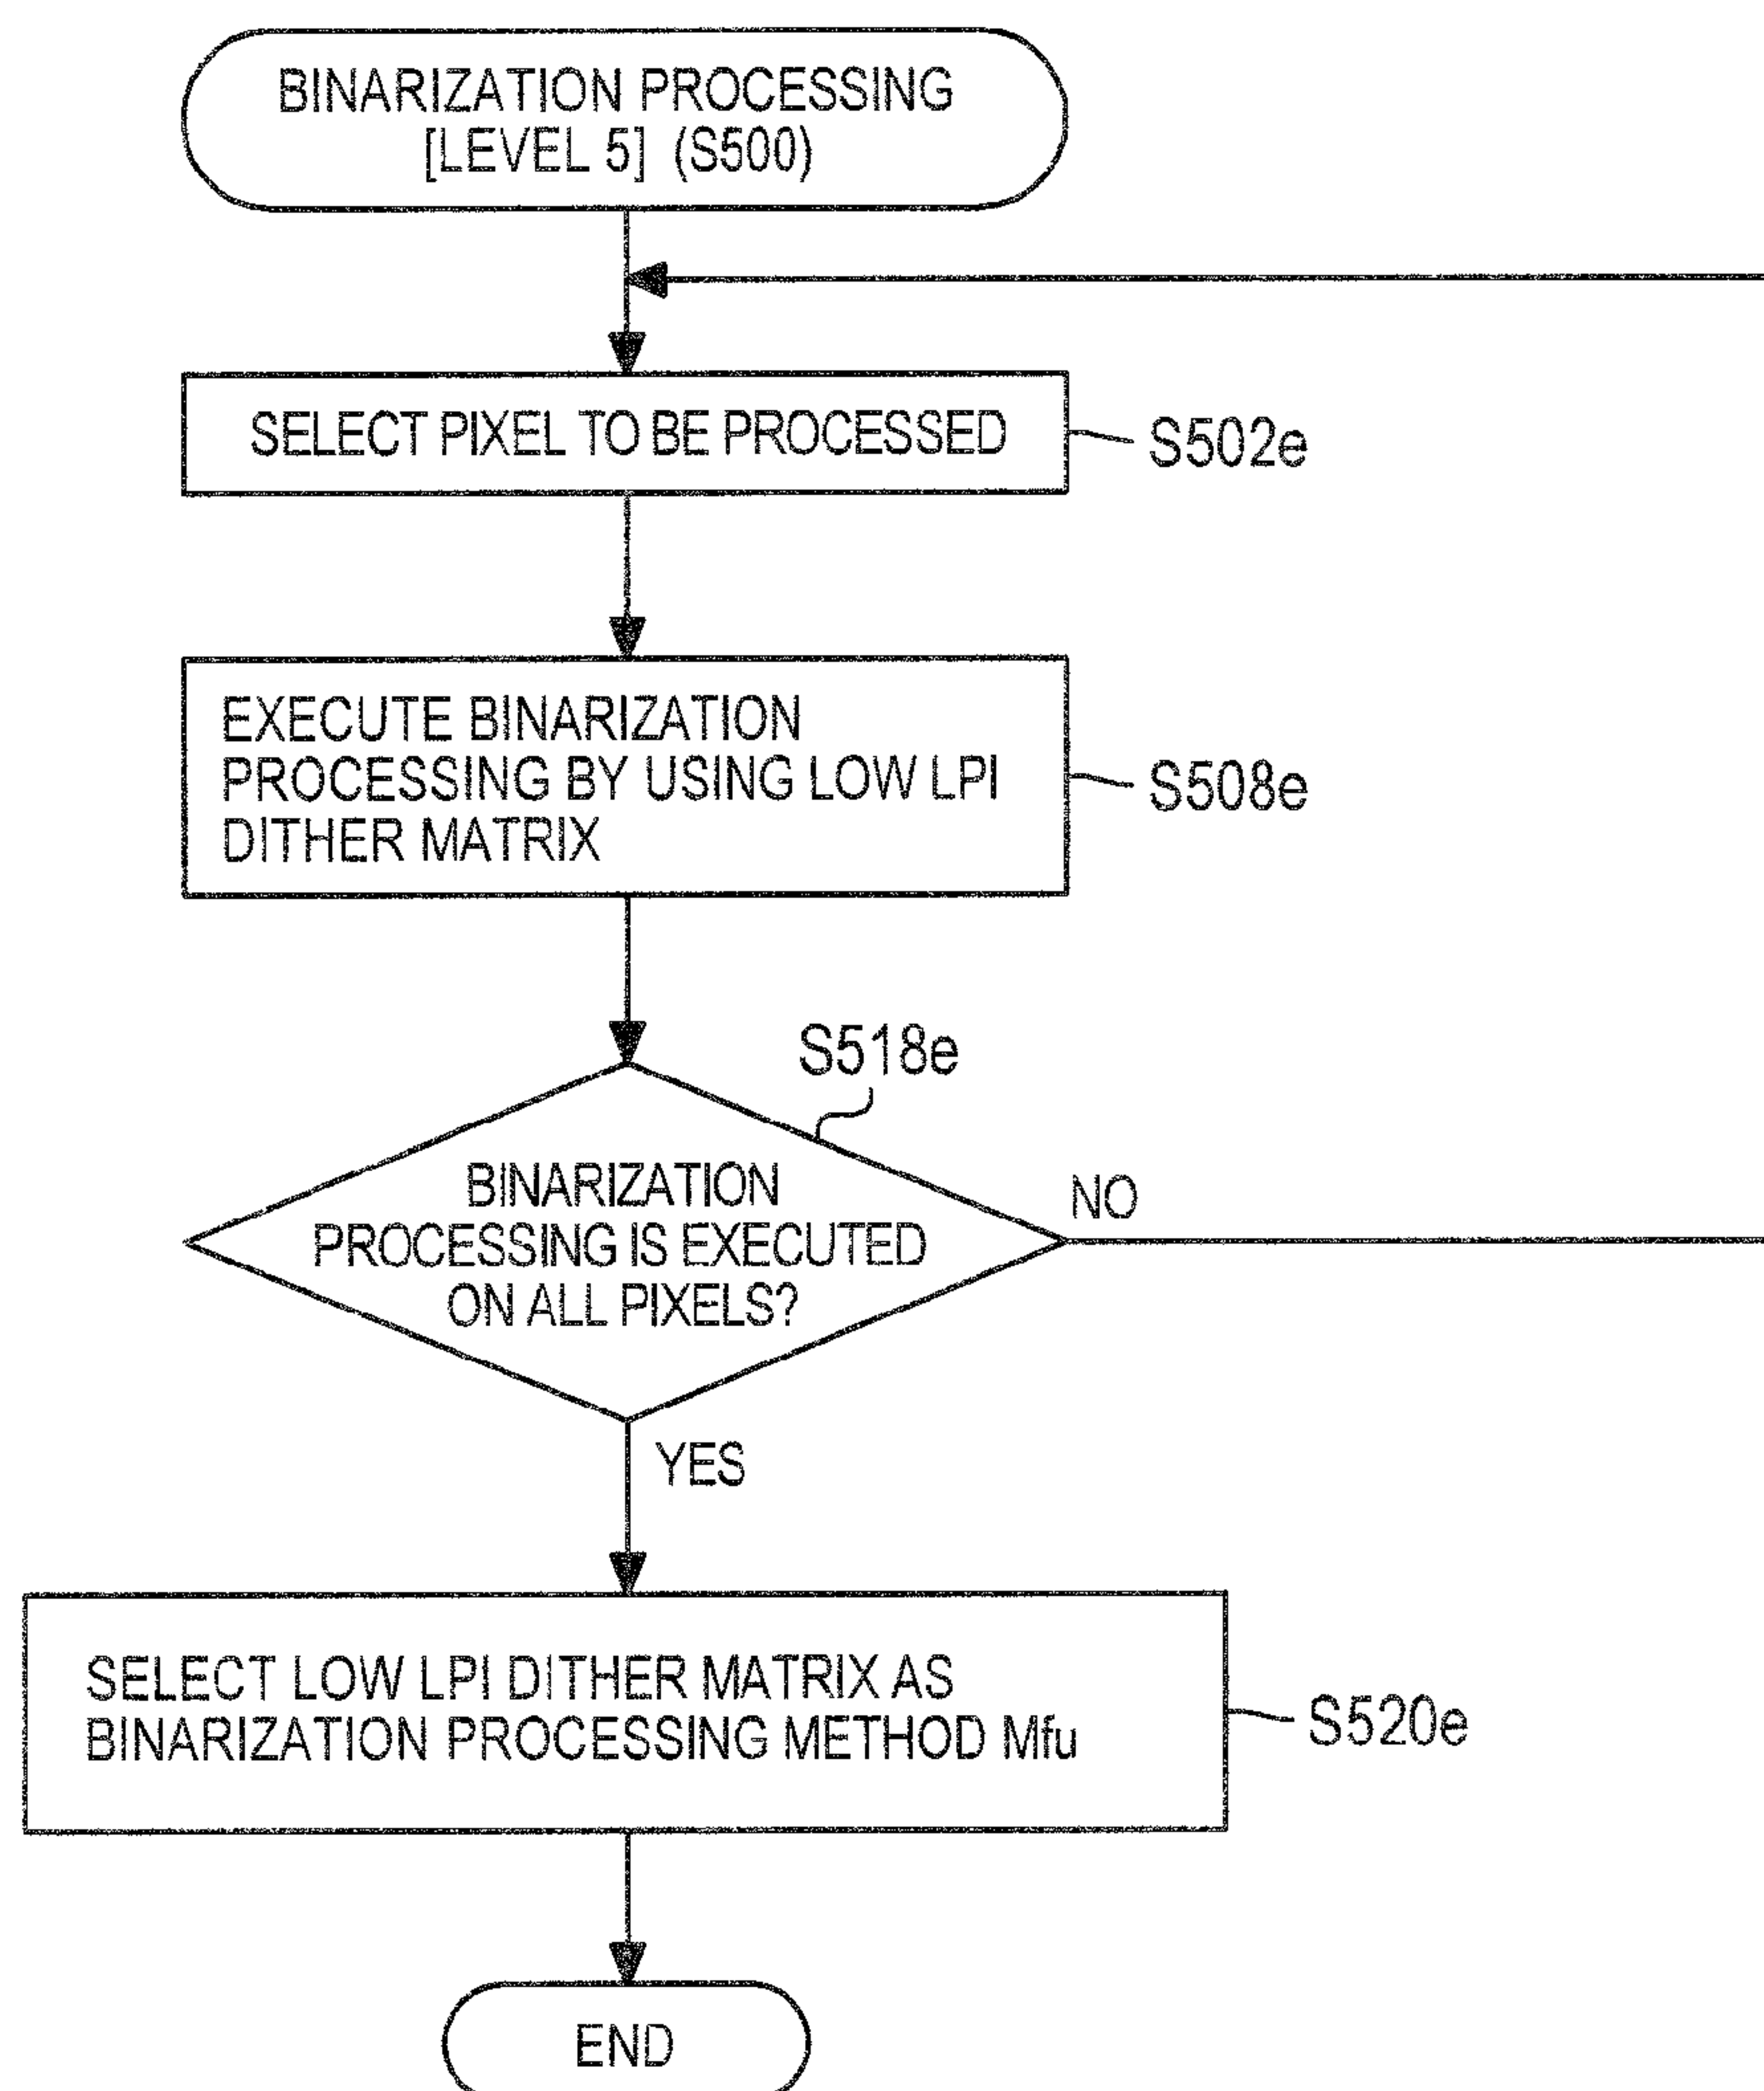 BINARIZATION PROCESSING
[LEVEL 5] (S500)
SELECT PIXEL TO BE PROCESSED
S502e
EXECUTE BINARIZATION
PROCESSING BY USING LOW LPI
DITHER MATRIX
S508e
S518e
BINARIZATION
PROCESSING IS EXECUTED
ON ALL PIXELS?
NO
YES
SELECT LOW LPI DITHER MATRIX AS
BINARIZATION PROCESSING METHOD Mfu
S520e
END